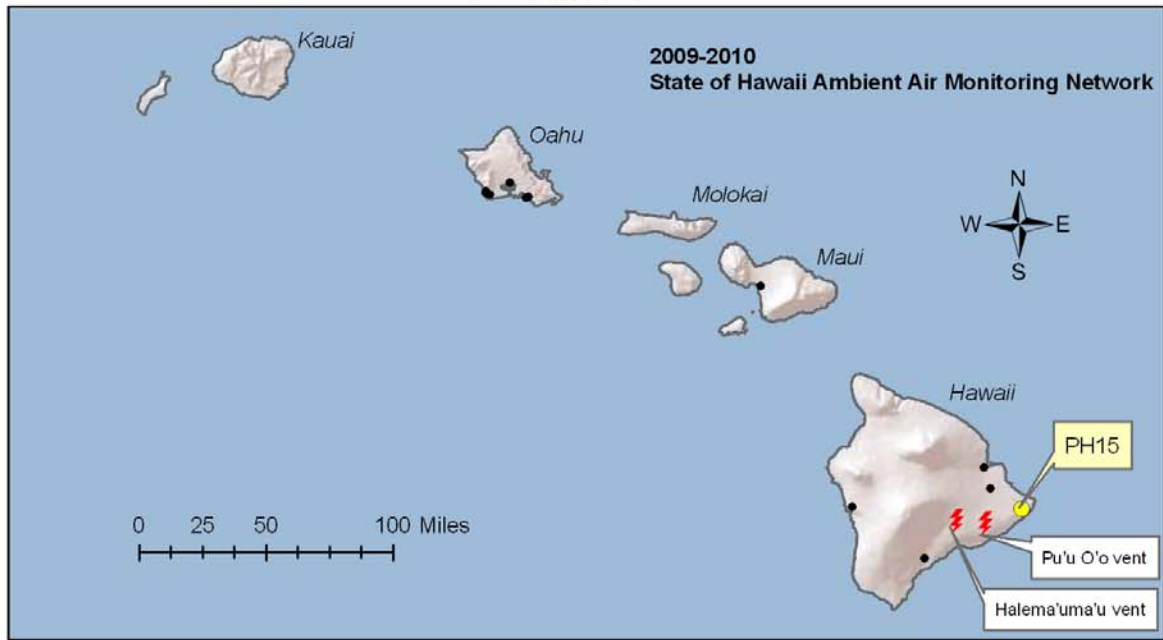 Kauai
2009-2010
State of Hawaii Ambient Air Monitoring Network
Oahu
Molokai
Maui
N
W E
S
Hawaii
PH15
0 25 50 100 Miles
Pu'u O'o vent
Halema'uma'u vent